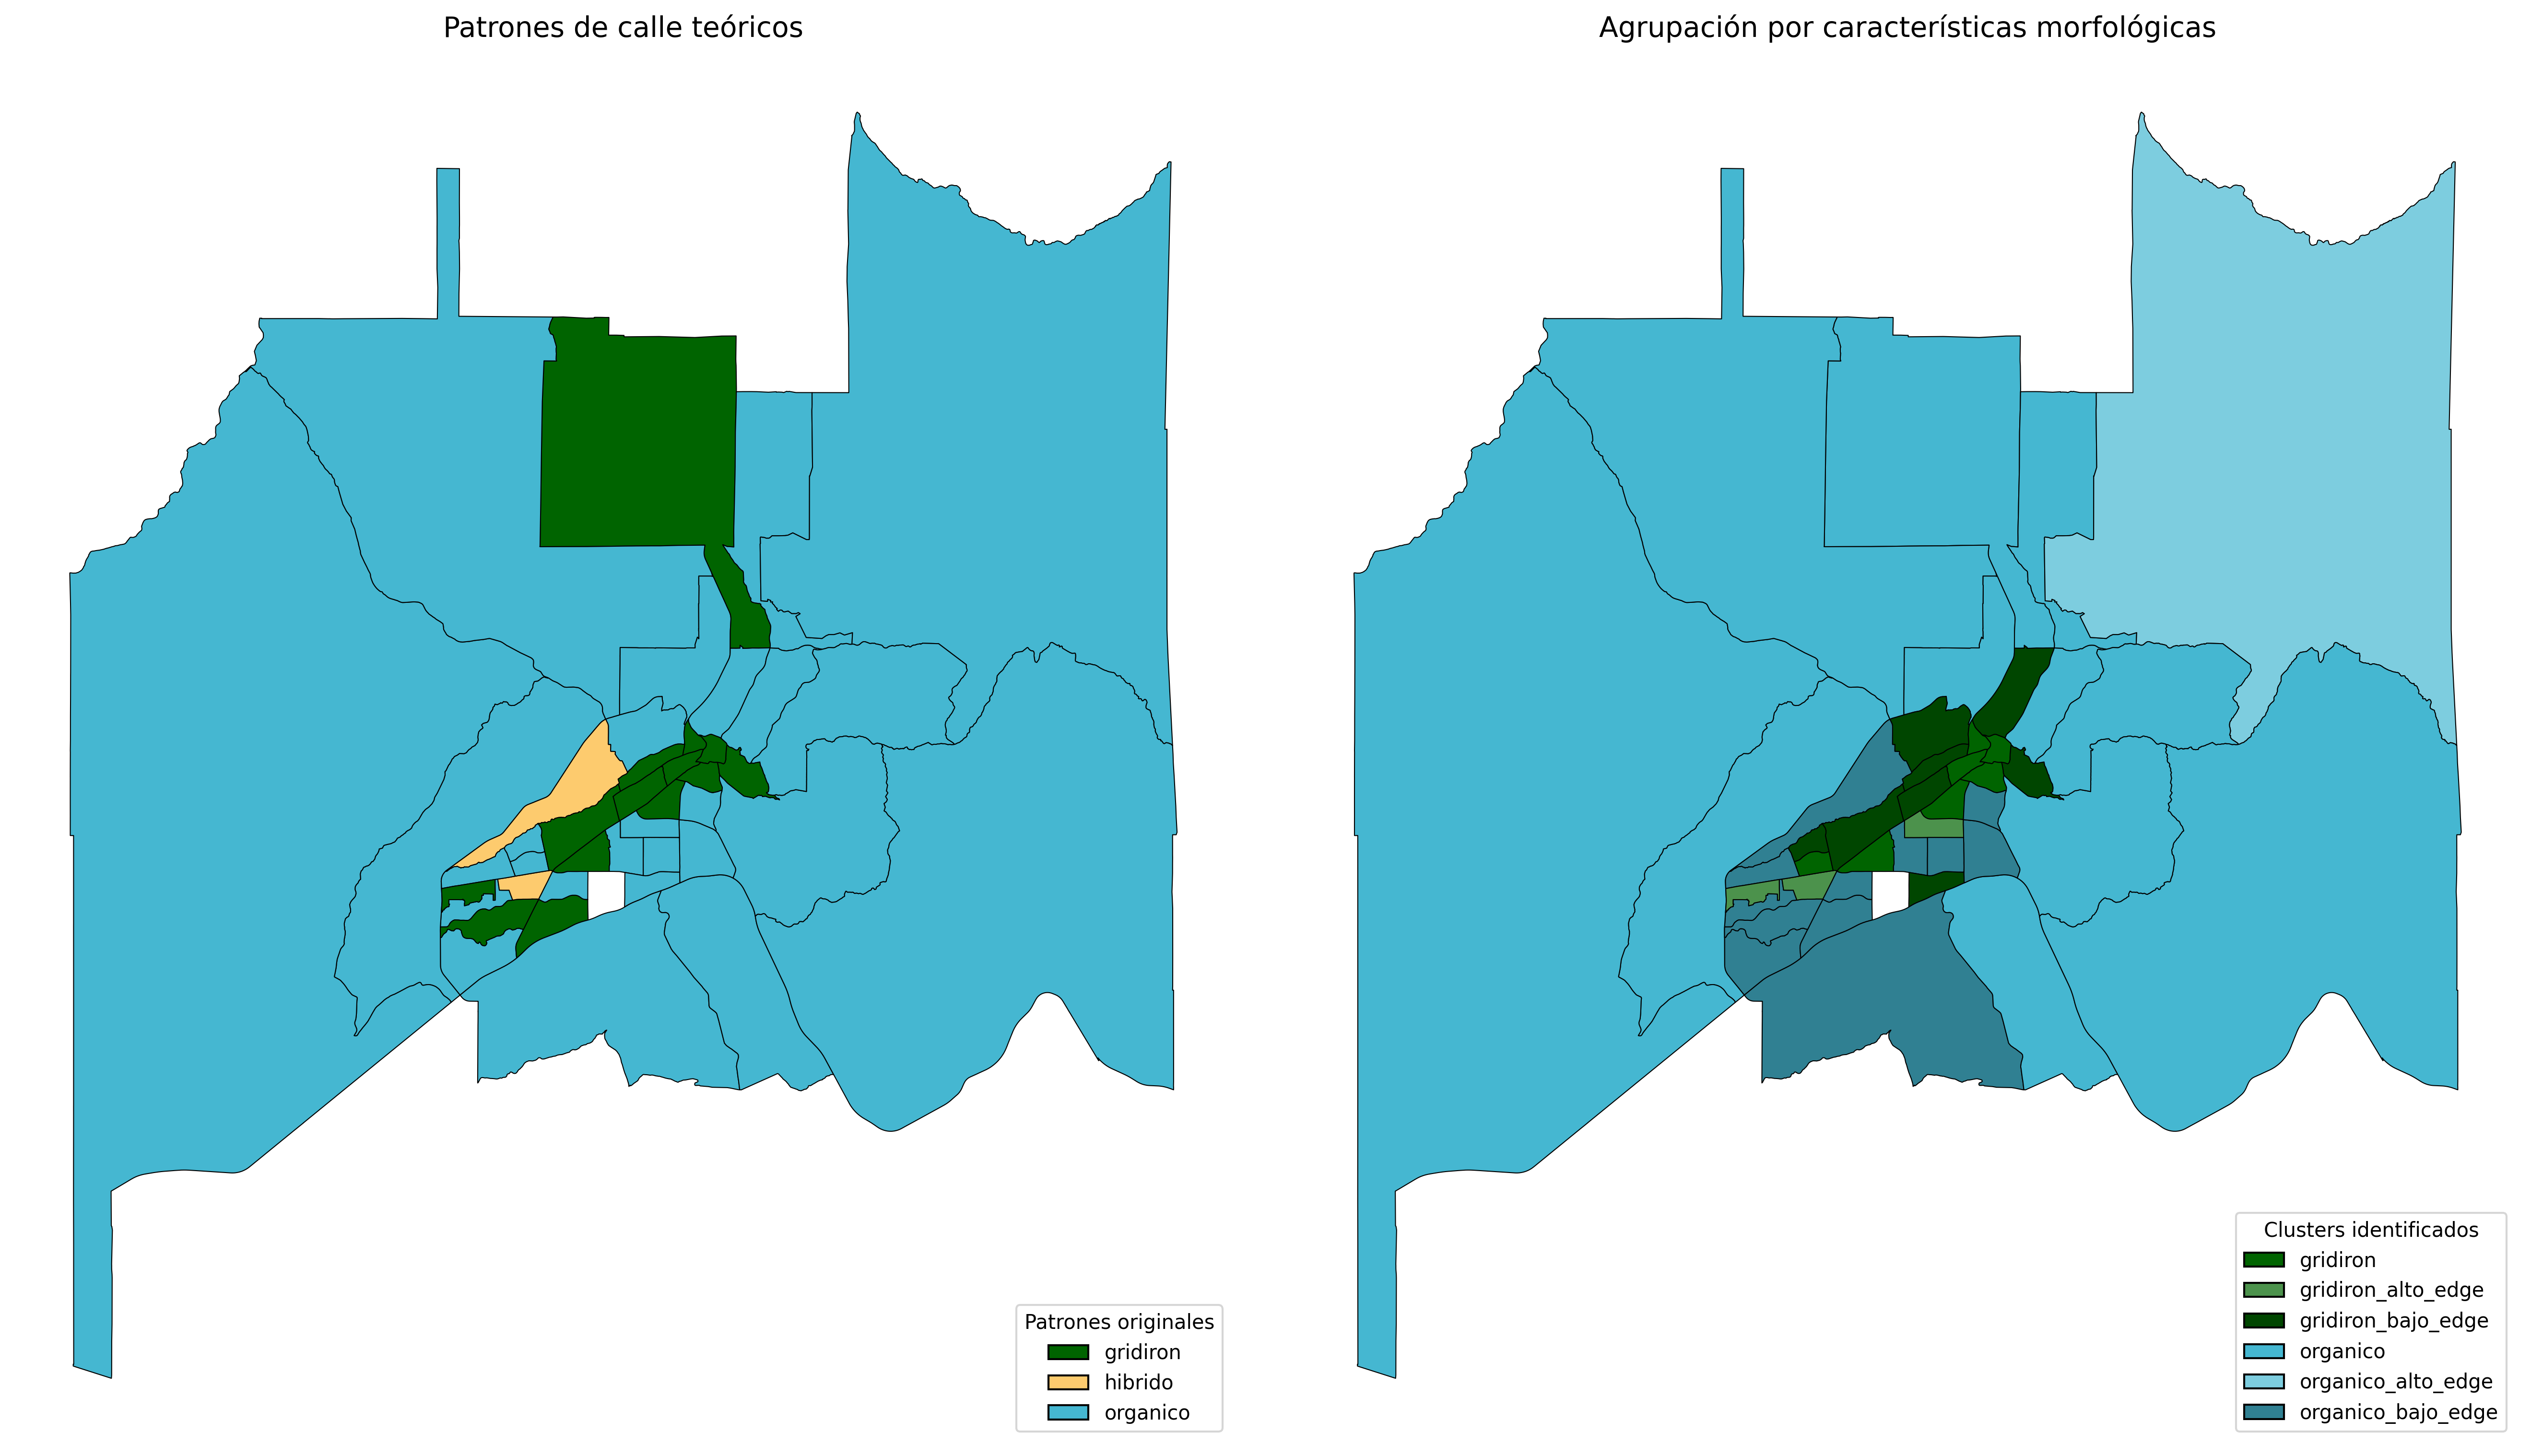 Patrones de calle teóricos
Agrupación por características morfológicas
Patrones originales
gridiron
hibrido
organico
Clusters identificados
gridiron
gridiron_alto_edge
gridiron_bajo_edge
organico
organico_alto_edge
organico_bajo_edge